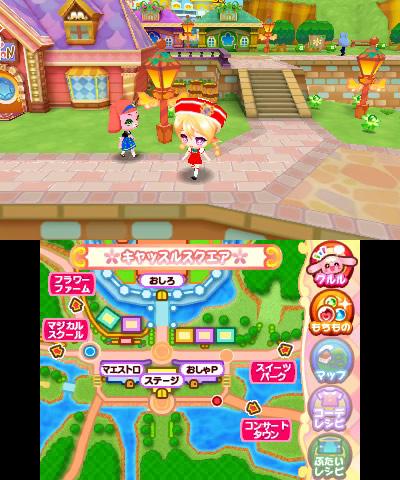 キャッスルスクエア
おしろ
フラワー
ファーム
マジカル
スクール
マエストロ
おしゃP
ステージ
スイーツ
パーク
コンサート
タウン
クルル
もちもの
マップ
コーデ
レシピ
ぶたい
レシピ